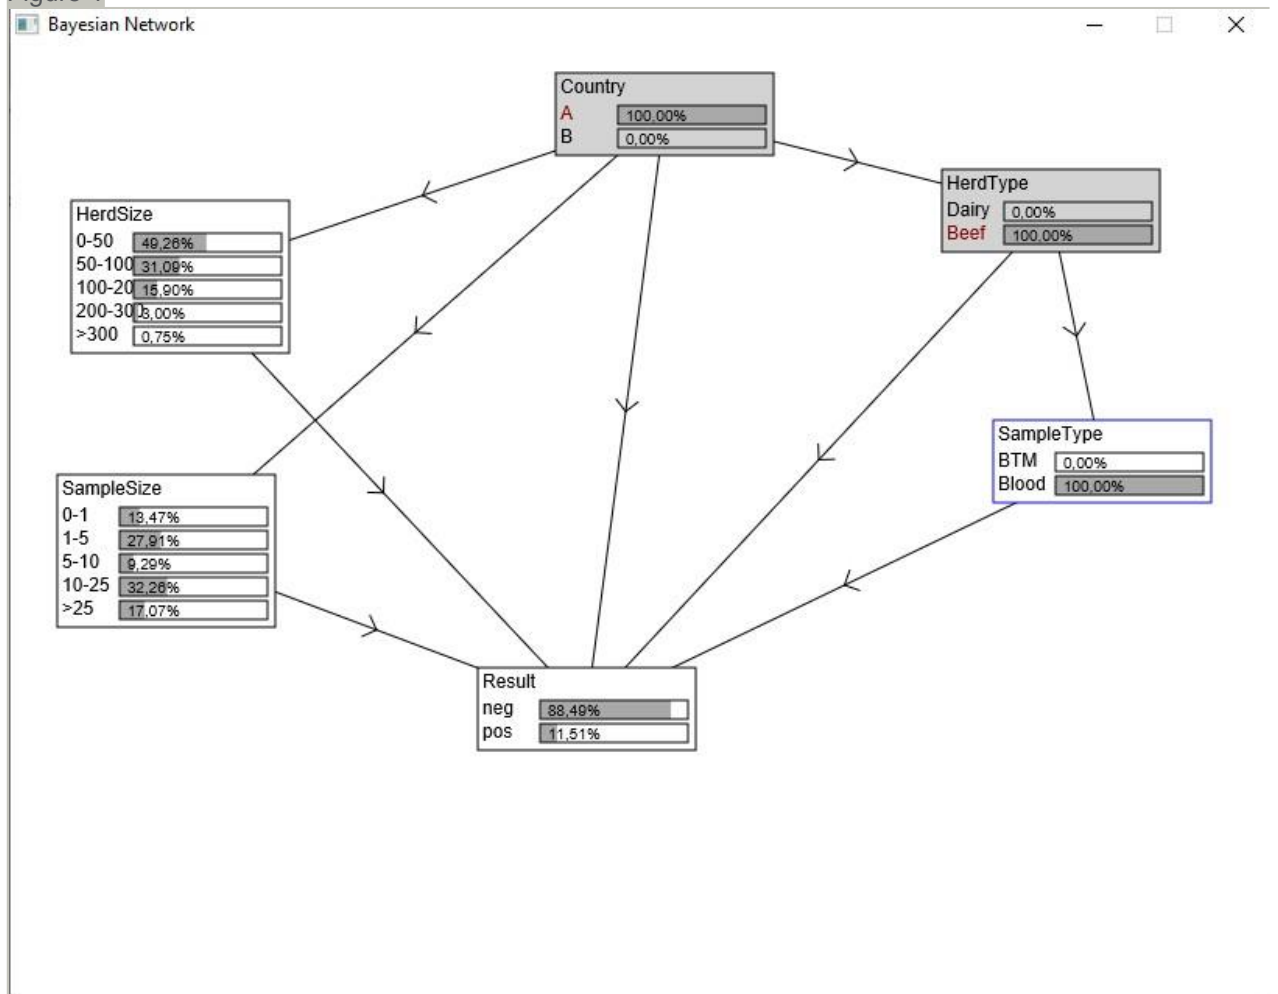 Bayesian Network
Country
A 100,00%
B 0,00%
HerdType
Dairy 0,00%
Beef 100,00%
HerdSize
0-50 49,26%
50-100 31,09%
100-20 15,90%
200-300 3,00%
>300 0,75%
SampleType
BTM 0,00%
Blood 100,00%
SampleSize
0-1 13,47%
1-5 27,91%
5-10 9,29%
10-25 32,26%
>25 17,07%
Result
neg 88,49%
pos 11,51%